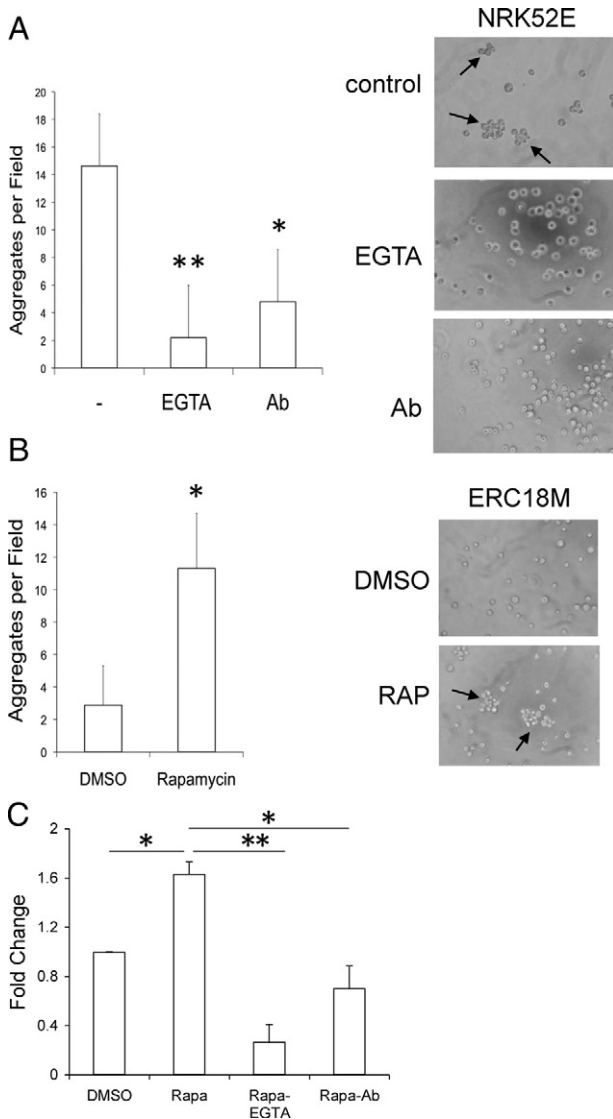 A
NRK52E
control
EGTA
Ab
Aggregates per Field
20
18
16
14
12
10
8
6
4
2
0
**
*
- EGTA Ab
B
ERC18M
DMSO
RAP
Aggregates per Field
16
14
12
10
8
6
4
2
0
*
DMSO Rapamycin
C
Fold Change
2
1.6
1.2
0.8
0.4
0
*
* **
DMSO Rapa Rapa- Rapa-Ab
EGTA